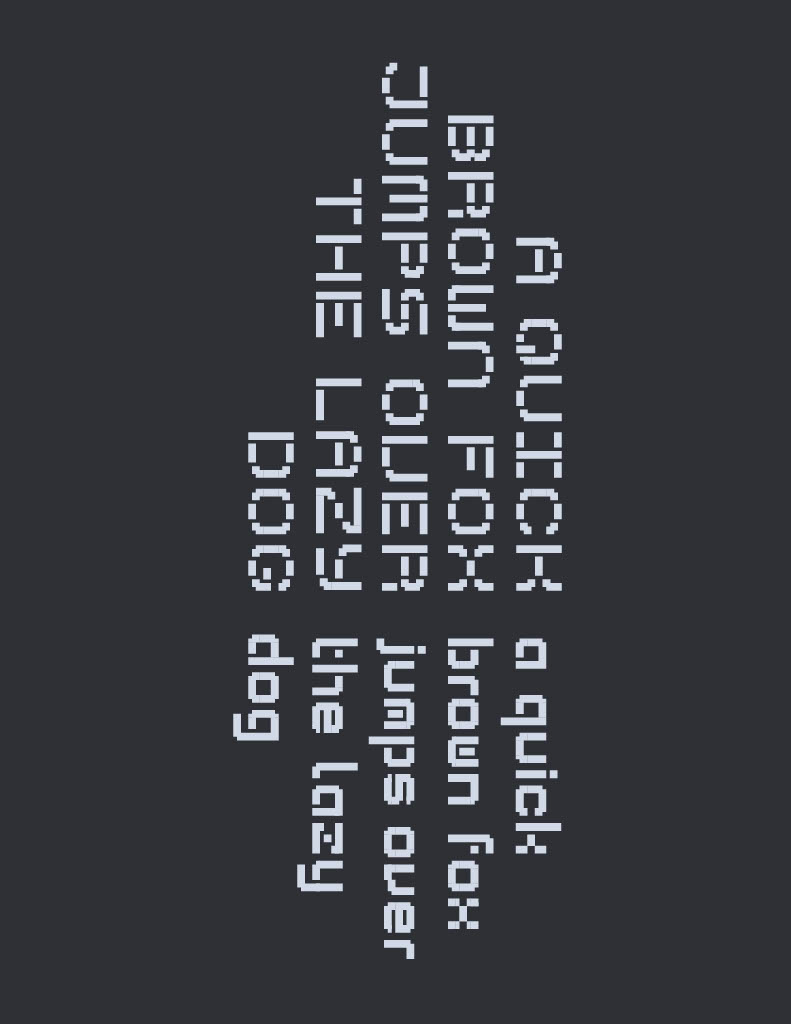 A QUICK
BROWN FOX
JUMPS OVER
THE LAZY
DOG
a quick
brown fox
jumps over
the lazy
dog